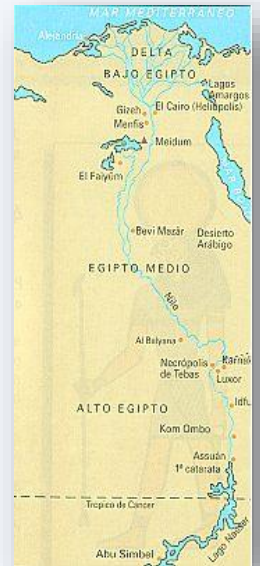 MAR MEDITERRÁNEO
Alejandría
DELTA
BAJO EGIPTO
Lagos
Amargos
Gizeh
El Cairo (Heliópolis)
Menfis
Meidum
El Faiyûm
Bevi Mazâr
Desierto
Arábigo
EGIPTO MEDIO
Nilo
Al Balyana
Necrópolis
de Tebas
Karnak
Luxor
Idfu
ALTO EGIPTO
Kom Ombo
Assuán
1ª catarata
Trópico de Cáncer
Lago Nasser
Abu Simbel